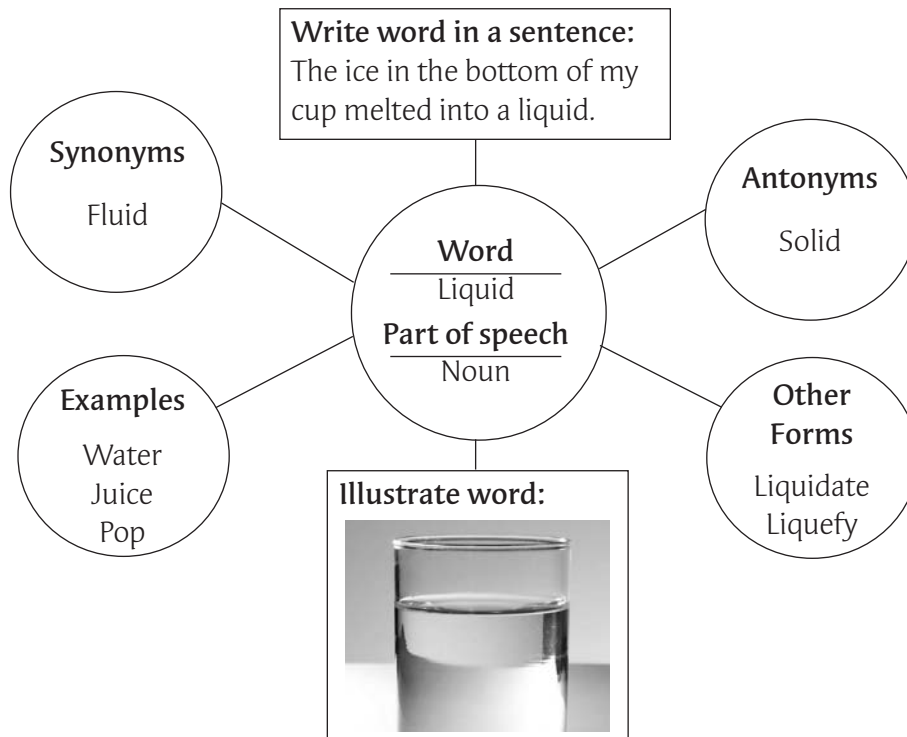 Write word in a sentence:
The ice in the bottom of my
cup melted into a liquid.
Synonyms
Fluid
Antonyms
Solid
Word
Liquid
Part of speech
Noun
Examples
Water
Juice
Pop
Other
Forms
Liquidate
Liquefy
Illustrate word: